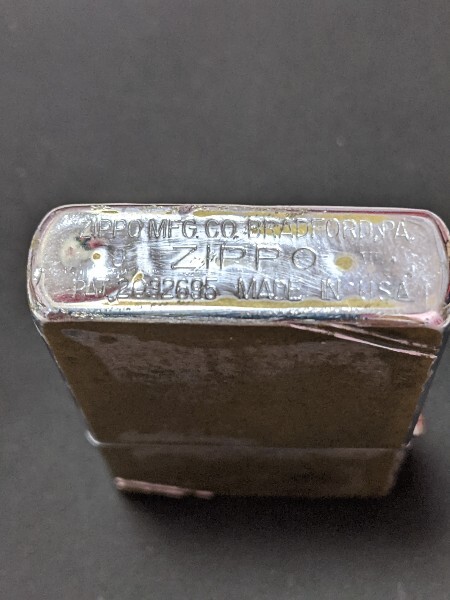 ZIPPO MFG. CO. BRADFORD, PA.
ZIPPO
PAT. 2032695 MADE IN U.S.A.